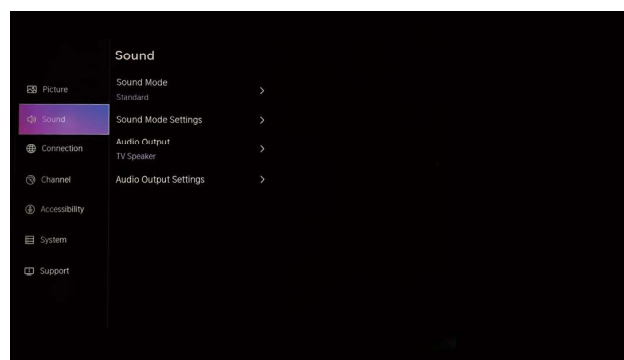 Sound
Picture
Sound
Connection
Channel
Accessibility
System
Support
Sound Mode
Standard
Sound Mode Settings
Audio Output
TV Speaker
Audio Output Settings